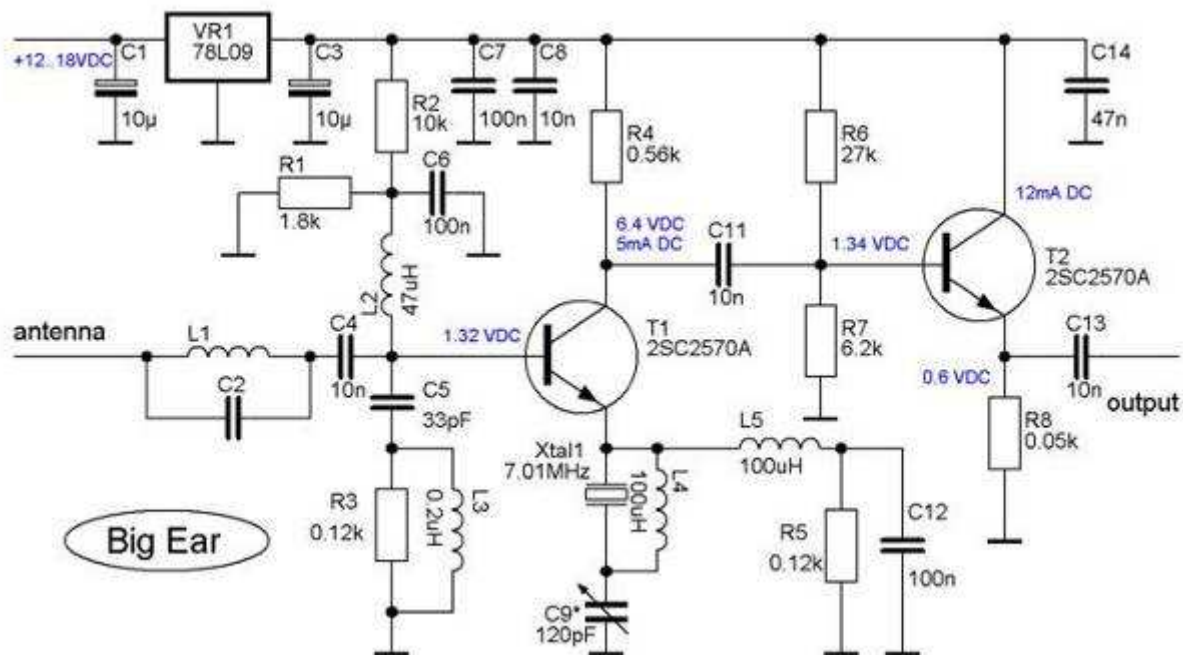 +12..18VDC
C1
10µ
VR1
78L09
C3
10µ
R2
10k
C7
100n
C8
10n
R4
0.56k
R6
27k
C14
47n
R1
1.8k
C6
100n
L2
47uH
6.4 VDC
5mA DC
C11
10n
1.34 VDC
12mA DC
T2
2SC2570A
antenna
L1
C2
C4
10n
1.32 VDC
T1
2SC2570A
R7
6.2k
C5
33pF
0.6 VDC
C13
10n
output
R8
0.05k
Xtal1
7.01MHz
L4
100uH
L5
100uH
R3
0.12k
L3
0.2uH
Big Ear
C9*
120pF
R5
0.12k
C12
100n